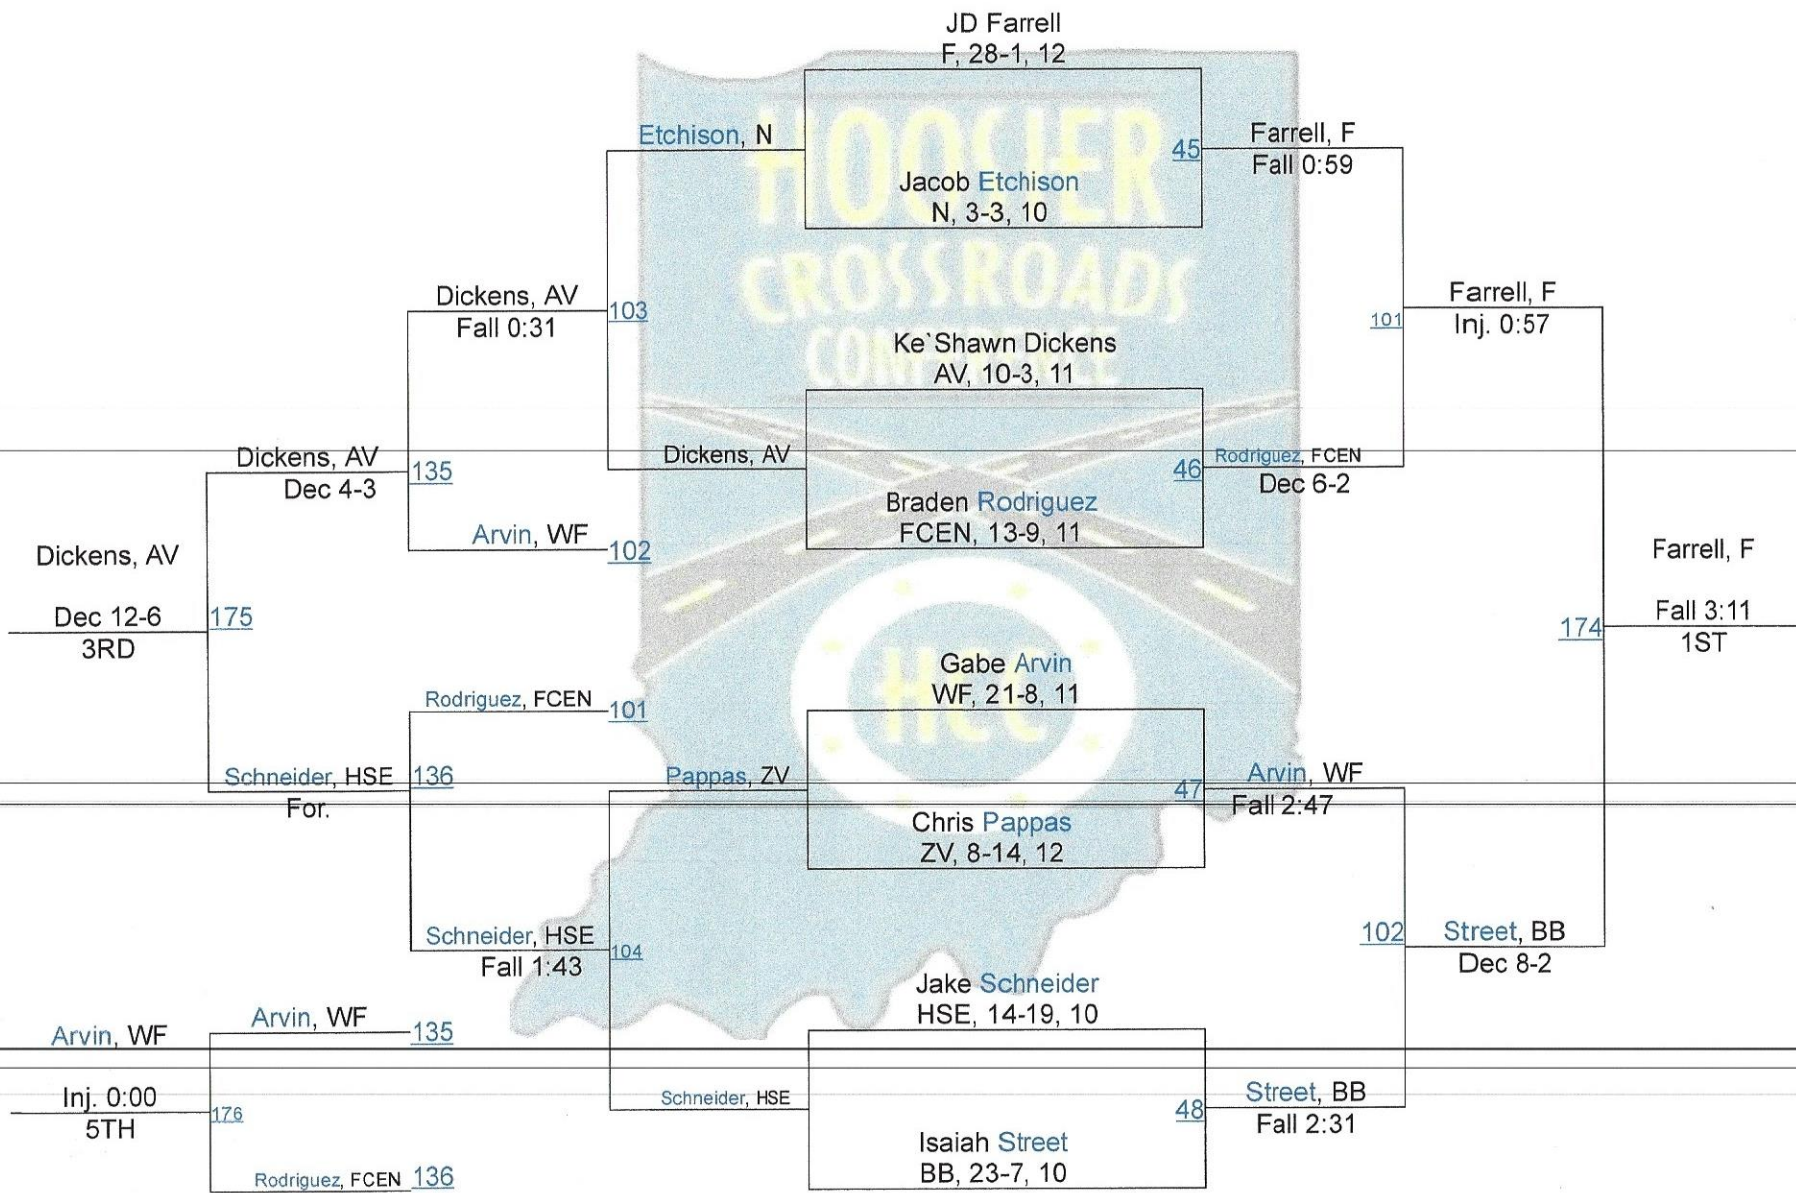 JD Farrell
F, 28-1, 12
HOOSIER
CROSSROADS
CONFERENCE
HCC
Etchison, N
45
Farrell, F
Fall 0:59
Jacob Etchison
N, 3-3, 10
Dickens, AV
Fall 0:31
103
Farrell, F
Inj. 0:57
101
Ke`Shawn Dickens
AV, 10-3, 11
Dickens, AV
Dec 4-3
135
Dickens, AV
46
Rodriguez, FCEN
Dec 6-2
Braden Rodriguez
FCEN, 13-9, 11
Arvin, WF
102
Dickens, AV
Dec 12-6
3RD
175
Farrell, F
Fall 3:11
1ST
174
Gabe Arvin
WF, 21-8, 11
Rodriguez, FCEN
101
Schneider, HSE
For.
136
Pappas, ZV
47
Arvin, WF
Fall 2:47
Chris Pappas
ZV, 8-14, 12
Schneider, HSE
Fall 1:43
104
102
Street, BB
Dec 8-2
Jake Schneider
HSE, 14-19, 10
Arvin, WF
135
Arvin, WF
Inj. 0:00
5TH
176
Schneider, HSE
48
Street, BB
Fall 2:31
Isaiah Street
BB, 23-7, 10
Rodriguez, FCEN
136